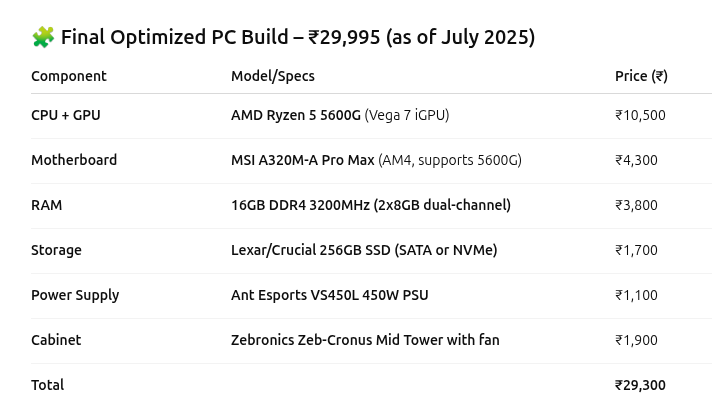 🧩 Final Optimized PC Build – ₹29,995 (as of July 2025)
Component Model/Specs Price (₹)
CPU + GPU AMD Ryzen 5 5600G (Vega 7 iGPU) ₹10,500
Motherboard MSI A320M-A Pro Max (AM4, supports 5600G) ₹4,300
RAM 16GB DDR4 3200MHz (2x8GB dual-channel) ₹3,800
Storage Lexar/Crucial 256GB SSD (SATA or NVMe) ₹1,700
Power Supply Ant Esports VS450L 450W PSU ₹1,100
Cabinet Zebronics Zeb-Cronus Mid Tower with fan ₹1,900
Total ₹29,300